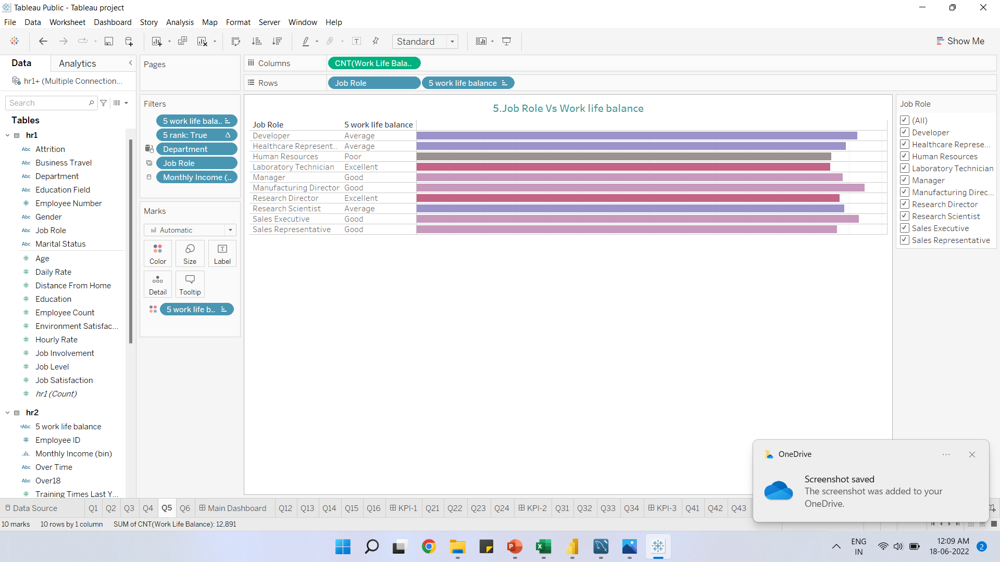 Tableau Public - Tableau project
File Data Worksheet Dashboard Story Analysis Map Format Server Window Help
Standard
Show Me
Data Analytics
hr1+ (Multiple Connection...
Search
Tables
hr1
Abc Attrition
Abc Business Travel
Abc Department
Abc Education Field
# Employee Number
Abc Gender
Abc Job Role
Abc Marital Status
# Age
# Daily Rate
# Distance From Home
# Education
# Employee Count
# Environment Satisfac...
# Hourly Rate
# Job Involvement
# Job Level
# Job Satisfaction
# hr1 (Count)
hr2
=Abc 5 work life balance
# Employee ID
Monthly Income (bin)
Abc Over Time
Abc Over18
# Training Times Last Y...
Pages
Filters
5 work life bala..
5 rank: True Δ
Department
Job Role
Monthly Income (..
Marks
Automatic
Color Size Label
Detail Tooltip
5 work life b..
Columns CNT(Work Life Bala..
Rows Job Role 5 work life balance
5.Job Role Vs Work life balance
Job Role 5 work life balance
Developer Average
Healthcare Represent.. Average
Human Resources Poor
Laboratory Technician Excellent
Manager Good
Manufacturing Director Good
Research Director Excellent
Research Scientist Average
Sales Executive Good
Sales Representative Good
Job Role
(All)
Developer
Healthcare Represe...
Human Resources
Laboratory Technician
Manager
Manufacturing Direc...
Research Director
Research Scientist
Sales Executive
Sales Representative
OneDrive
Screenshot saved
The screenshot was added to your
OneDrive.
Data Source Q1 Q2 Q3 Q4 Q5 Q6 Main Dashboard Q12 Q13 Q14 Q15 Q16 KPI-1 Q21 Q22 Q23 Q24 KPI-2 Q31 Q32 Q33 Q34 KPI-3 Q41 Q42 Q43
10 marks 10 rows by 1 column SUM of CNT(Work Life Balance): 12,891
ENG
IN
12:09 AM
18-06-2022
2